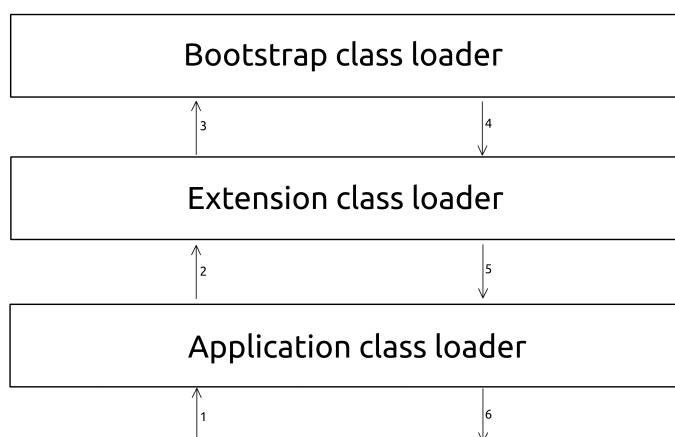 Bootstrap class loader
3 4
Extension class loader
2 5
Application class loader
1 6